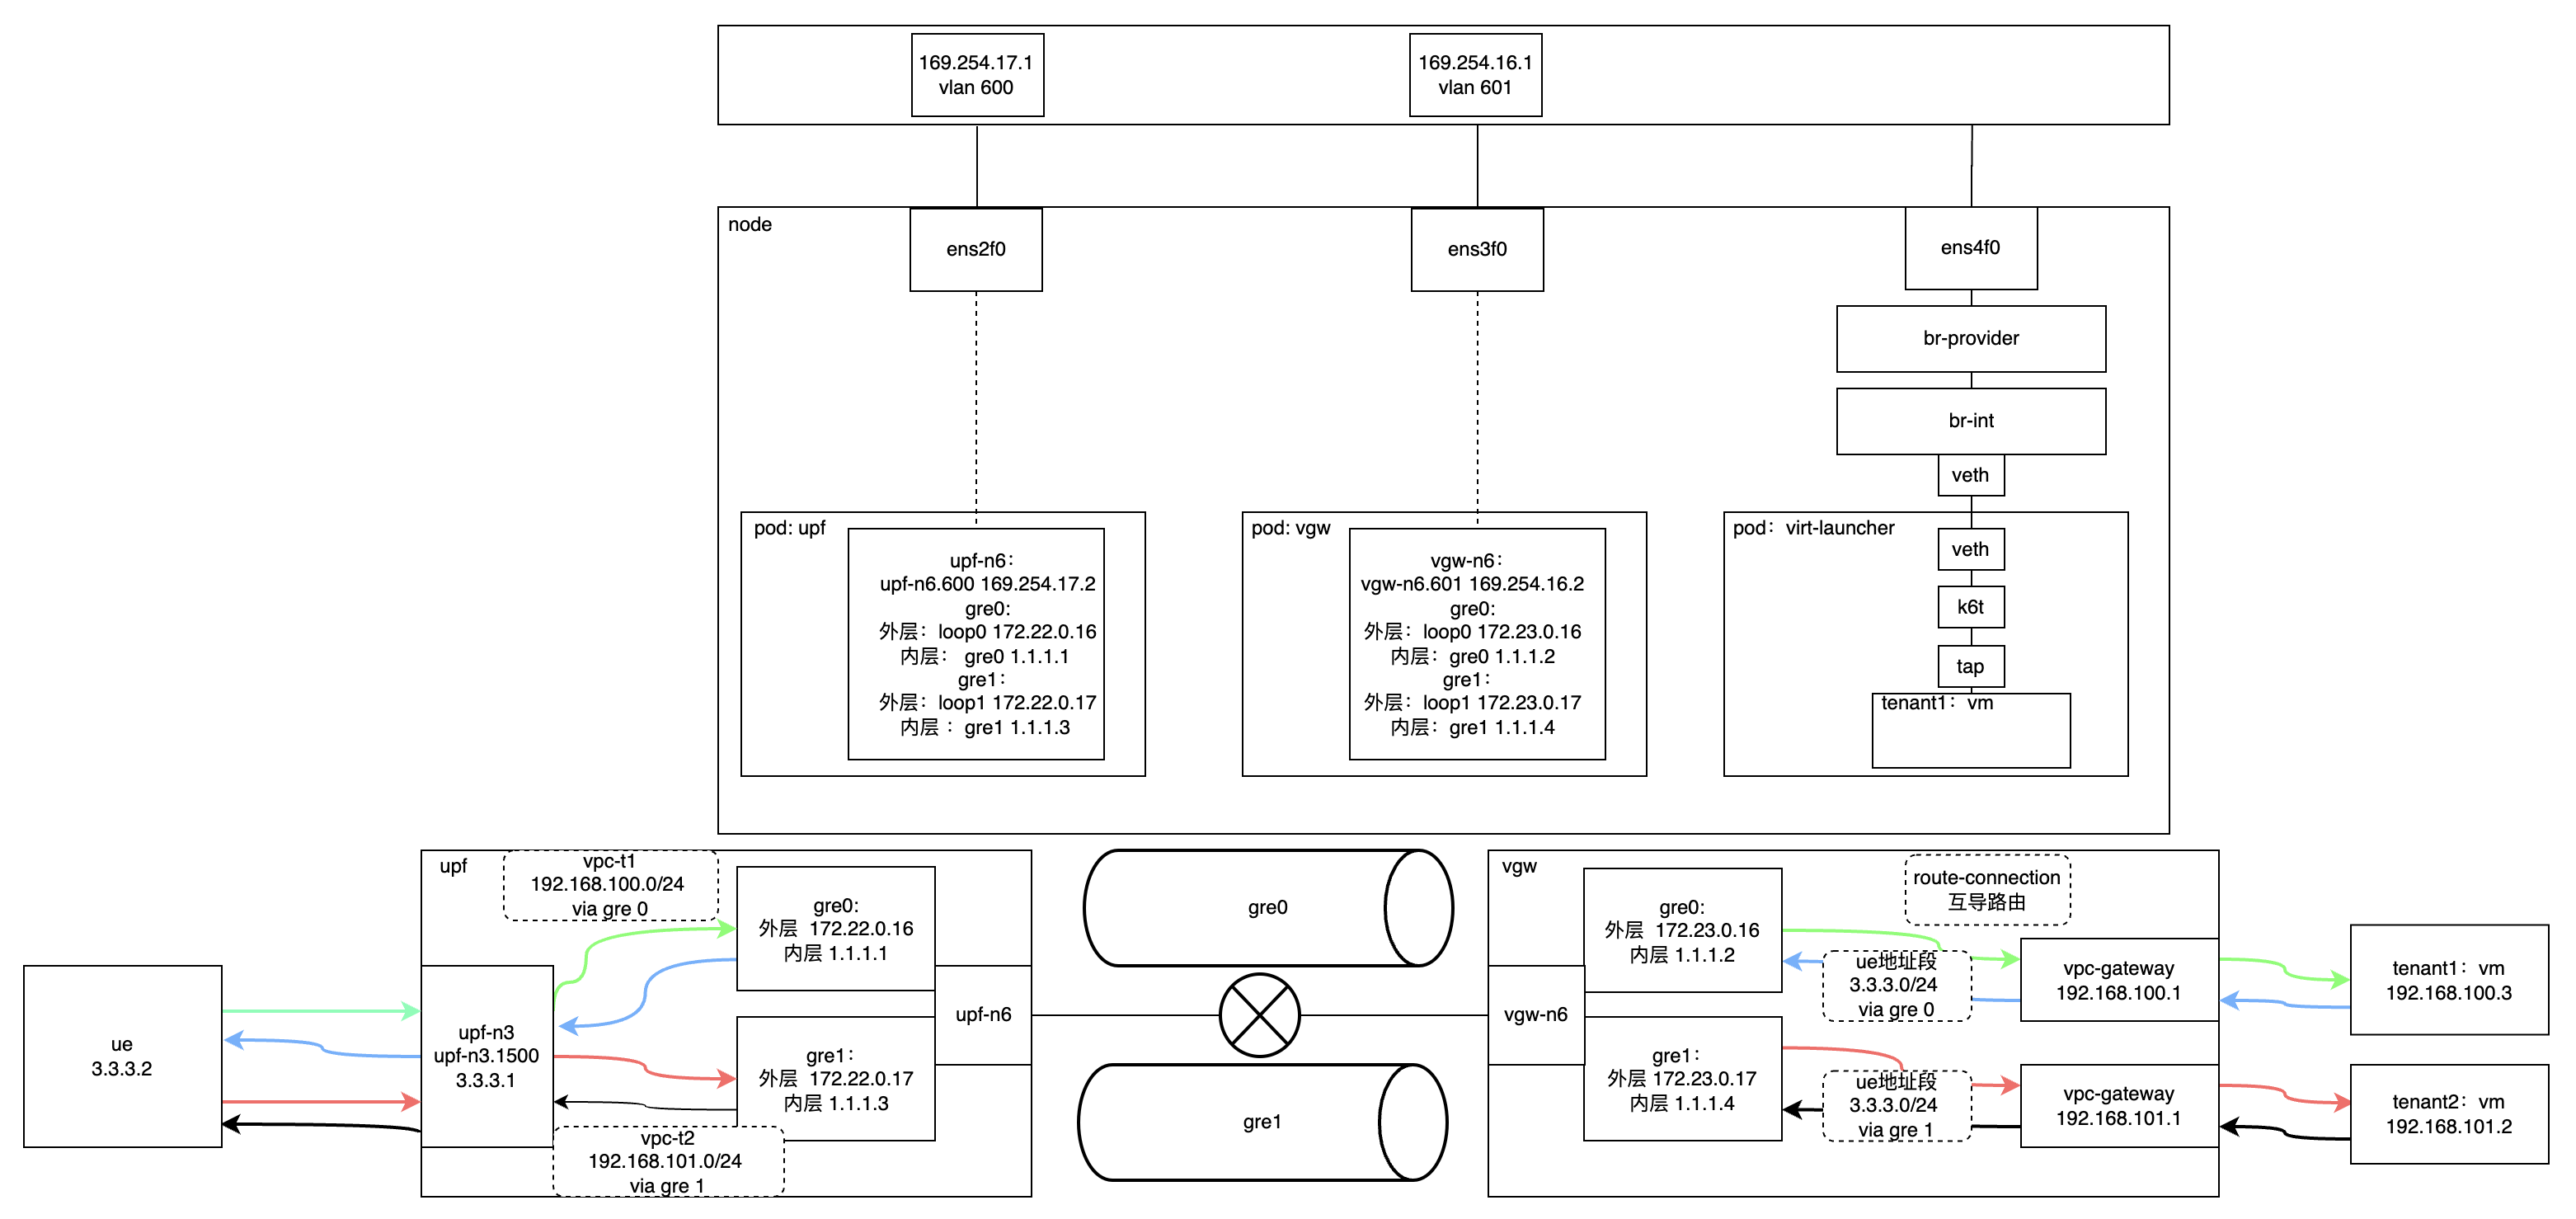 169.254.17.1
vlan 600
169.254.16.1
vlan 601
node
ens2f0
ens3f0
ens4f0
br-provider
br-int
veth
pod: upf
upf-n6：
upf-n6.600 169.254.17.2
gre0:
外层：loop0 172.22.0.16
内层： gre0 1.1.1.1
gre1：
外层：loop1 172.22.0.17
内层 ：gre1 1.1.1.3
pod: vgw
vgw-n6：
vgw-n6.601 169.254.16.2
gre0:
外层：loop0 172.23.0.16
内层：gre0 1.1.1.2
gre1：
外层：loop1 172.23.0.17
内层：gre1 1.1.1.4
pod：virt-launcher
veth
k6t
tap
tenant1：vm
ue
3.3.3.2
upf
vpc-t1
192.168.100.0/24
via gre 0
upf-n3
upf-n3.1500
3.3.3.1
gre0:
外层 172.22.0.16
内层 1.1.1.1
gre1：
外层 172.22.0.17
内层 1.1.1.3
vpc-t2
192.168.101.0/24
via gre 1
upf-n6
gre0
gre1
vgw
vgw-n6
gre0:
外层 172.23.0.16
内层 1.1.1.2
gre1：
外层 172.23.0.17
内层 1.1.1.4
route-connection
互导路由
ue地址段
3.3.3.0/24
via gre 0
ue地址段
3.3.3.0/24
via gre 1
vpc-gateway
192.168.100.1
vpc-gateway
192.168.101.1
tenant1：vm
192.168.100.3
tenant2：vm
192.168.101.2